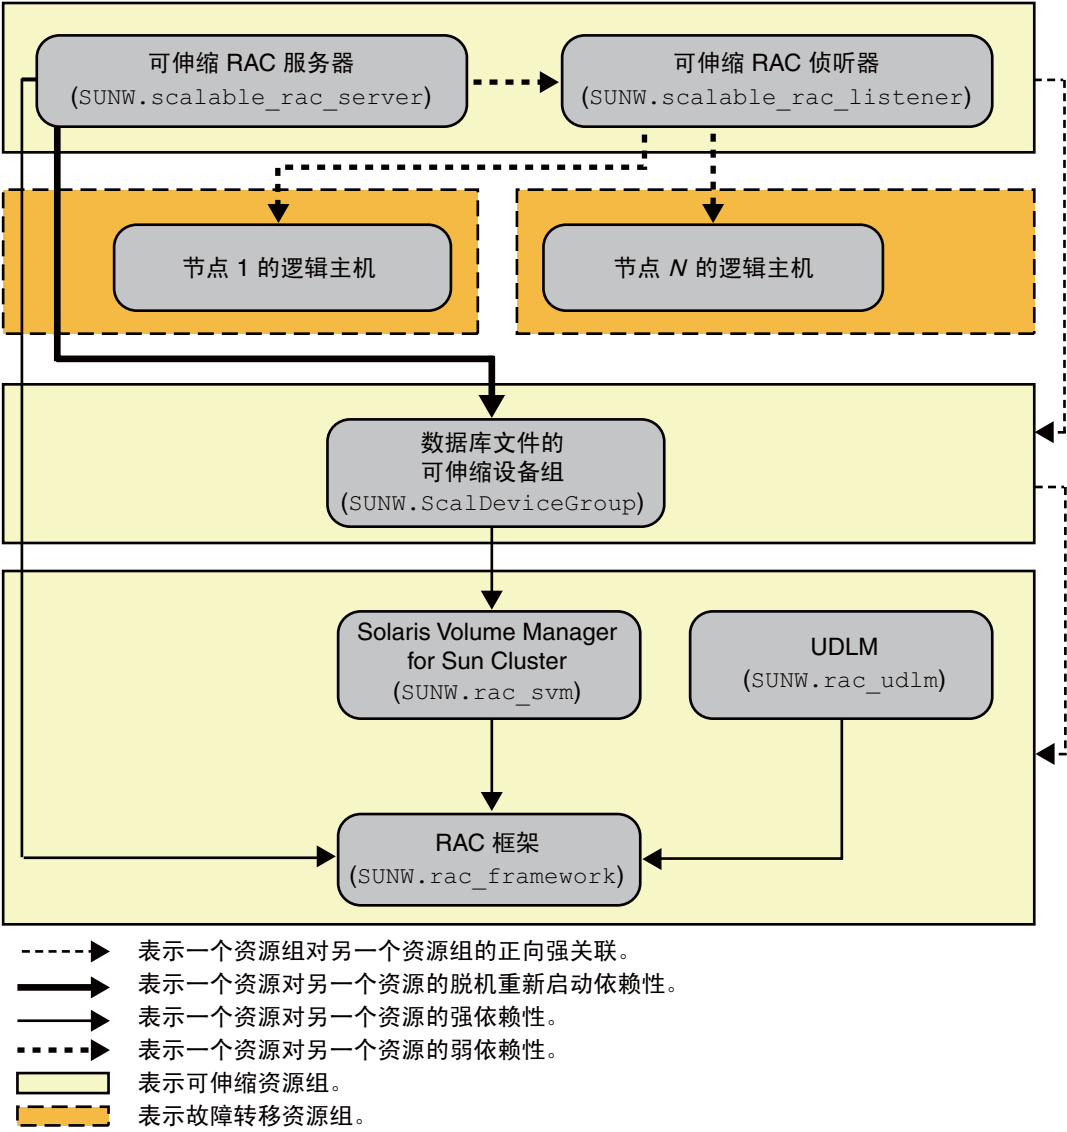 可伸缩 RAC 服务器
(SUNW.scalable_rac_server)
可伸缩 RAC 侦听器
(SUNW.scalable_rac_listener)
节点 1 的逻辑主机
节点 N 的逻辑主机
数据库文件的
可伸缩设备组
(SUNW.ScalDeviceGroup)
Solaris Volume Manager
for Sun Cluster
(SUNW.rac_svm)
UDLM
(SUNW.rac_udlm)
RAC 框架
(SUNW.rac_framework)
表示一个资源组对另一个资源组的正向强关联。
表示一个资源对另一个资源的脱机重新启动依赖性。
表示一个资源对另一个资源的强依赖性。
表示一个资源对另一个资源的弱依赖性。
表示可伸缩资源组。
表示故障转移资源组。